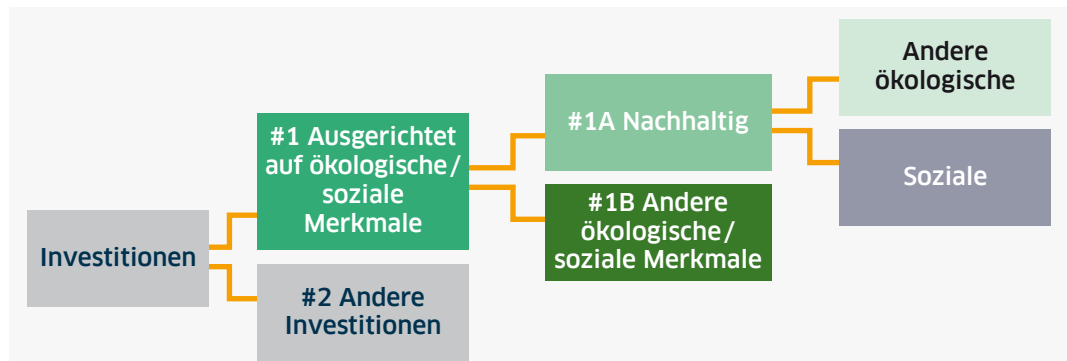 Investitionen
#1 Ausgerichtet
auf ökologische/
soziale
Merkmale
#2 Andere
Investitionen
#1A Nachhaltig
#1B Andere
ökologische/
soziale Merkmale
Andere
ökologische
Soziale